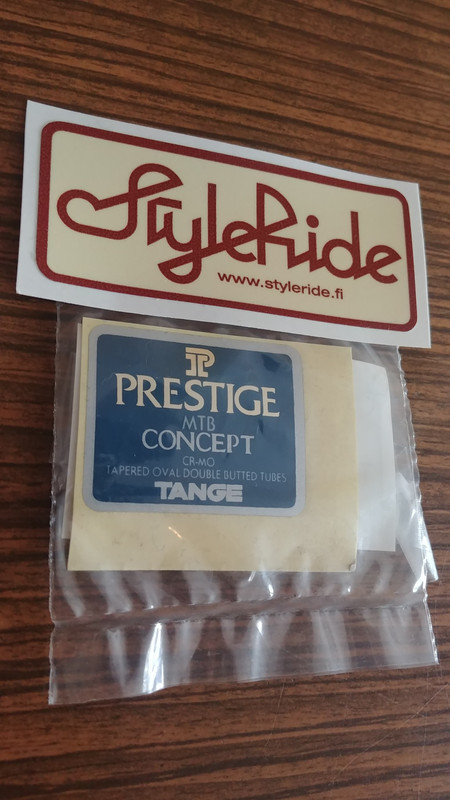 StyleRide
www.styleride.fi
PRESTIGE
MTB
CONCEPT
CR-MO
TAPERED OVAL DOUBLE BUTTED TUBES
TANGE